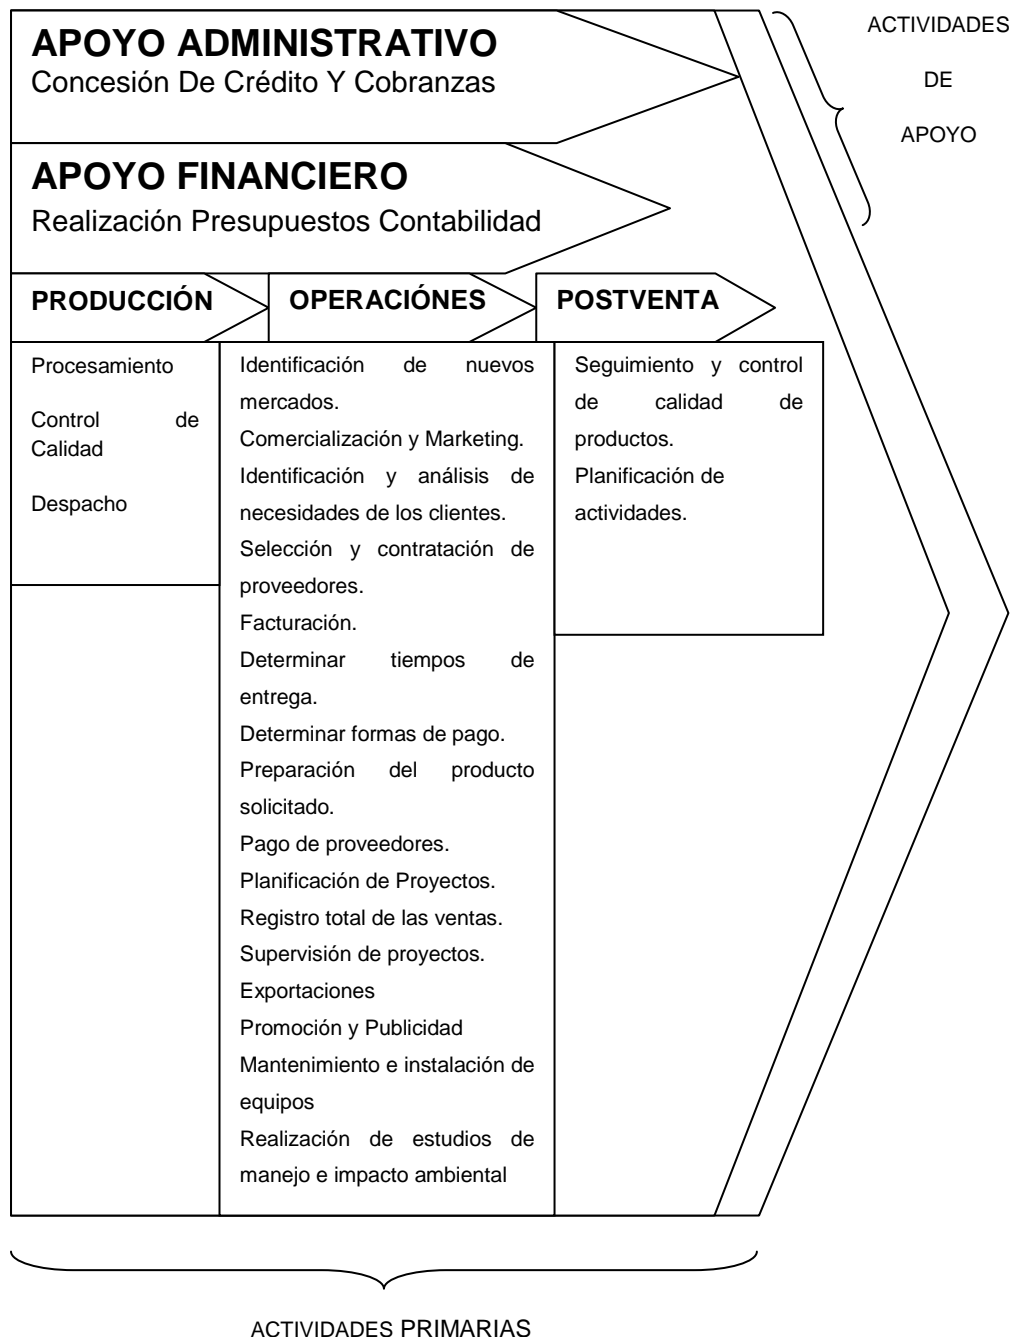 APOYO ADMINISTRATIVO
Concesión De Crédito Y Cobranzas
ACTIVIDADES
DE
APOYO
APOYO FINANCIERO
Realización Presupuestos Contabilidad
PRODUCCIÓN
OPERACIÓNES
POSTVENTA
Procesamiento
Control de
Calidad
Despacho
Identificación de nuevos
mercados.
Comercialización y Marketing.
Identificación y análisis de
necesidades de los clientes.
Selección y contratación de
proveedores.
Facturación.
Determinar tiempos de
entrega.
Determinar formas de pago.
Preparación del producto
solicitado.
Pago de proveedores.
Planificación de Proyectos.
Registro total de las ventas.
Supervisión de proyectos.
Exportaciones
Promoción y Publicidad
Mantenimiento e instalación de
equipos
Realización de estudios de
manejo e impacto ambiental
Seguimiento y control
de calidad de
productos.
Planificación de
actividades.
ACTIVIDADES PRIMARIAS